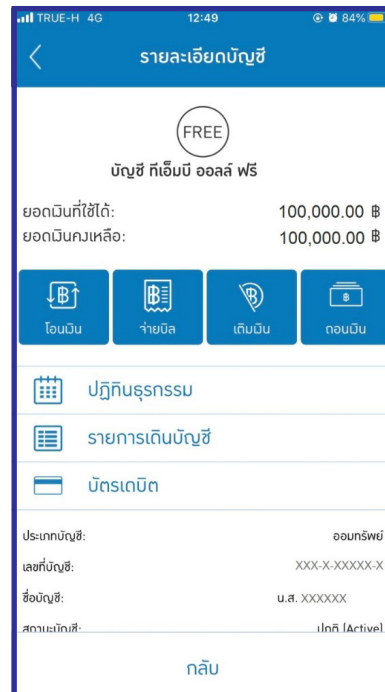 TRUE-H 4G 12:49 84%
รายละเอียดบัญชี
FREE
บัญชี ทีเอ็มบี ออลล์ ฟรี
ยอดเงินที่ใช้ได้: 100,000.00 ฿
ยอดเงินคงเหลือ: 100,000.00 ฿
โอนเงิน จ่ายบิล เติมเงิน ถอนเงิน
ปฏิทินธุรกรรม
รายการเดินบัญชี
บัตรเดบิต
ประเภทบัญชี: ออมทรัพย์
เลขที่บัญชี: XXX-X-XXXXX-X
ชื่อบัญชี: น.ส. XXXXXX
สถานะบัญชี: ปกติ (Active)
กลับ